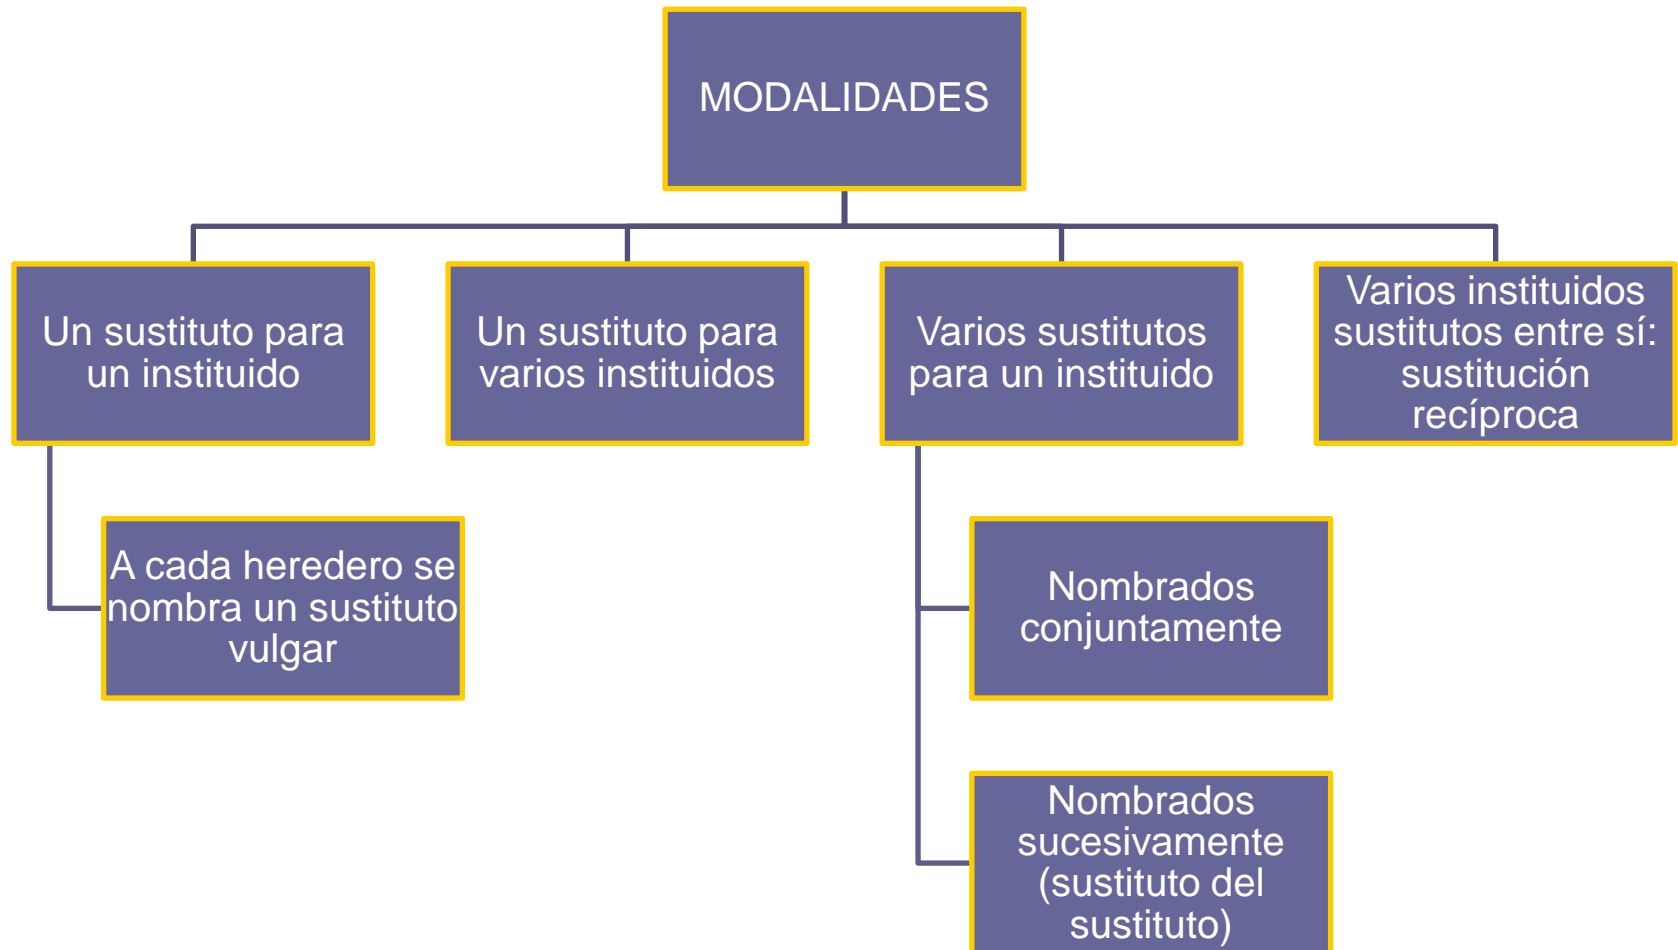 MODALIDADES
Un sustituto para
un instituido
Un sustituto para
varios instituidos
Varios sustitutos
para un instituido
Varios instituidos
sustitutos entre sí:
sustitución
recíproca
A cada heredero se
nombra un sustituto
vulgar
Nombrados
conjuntamente
Nombrados
sucesivamente
(sustituto del
sustituto)